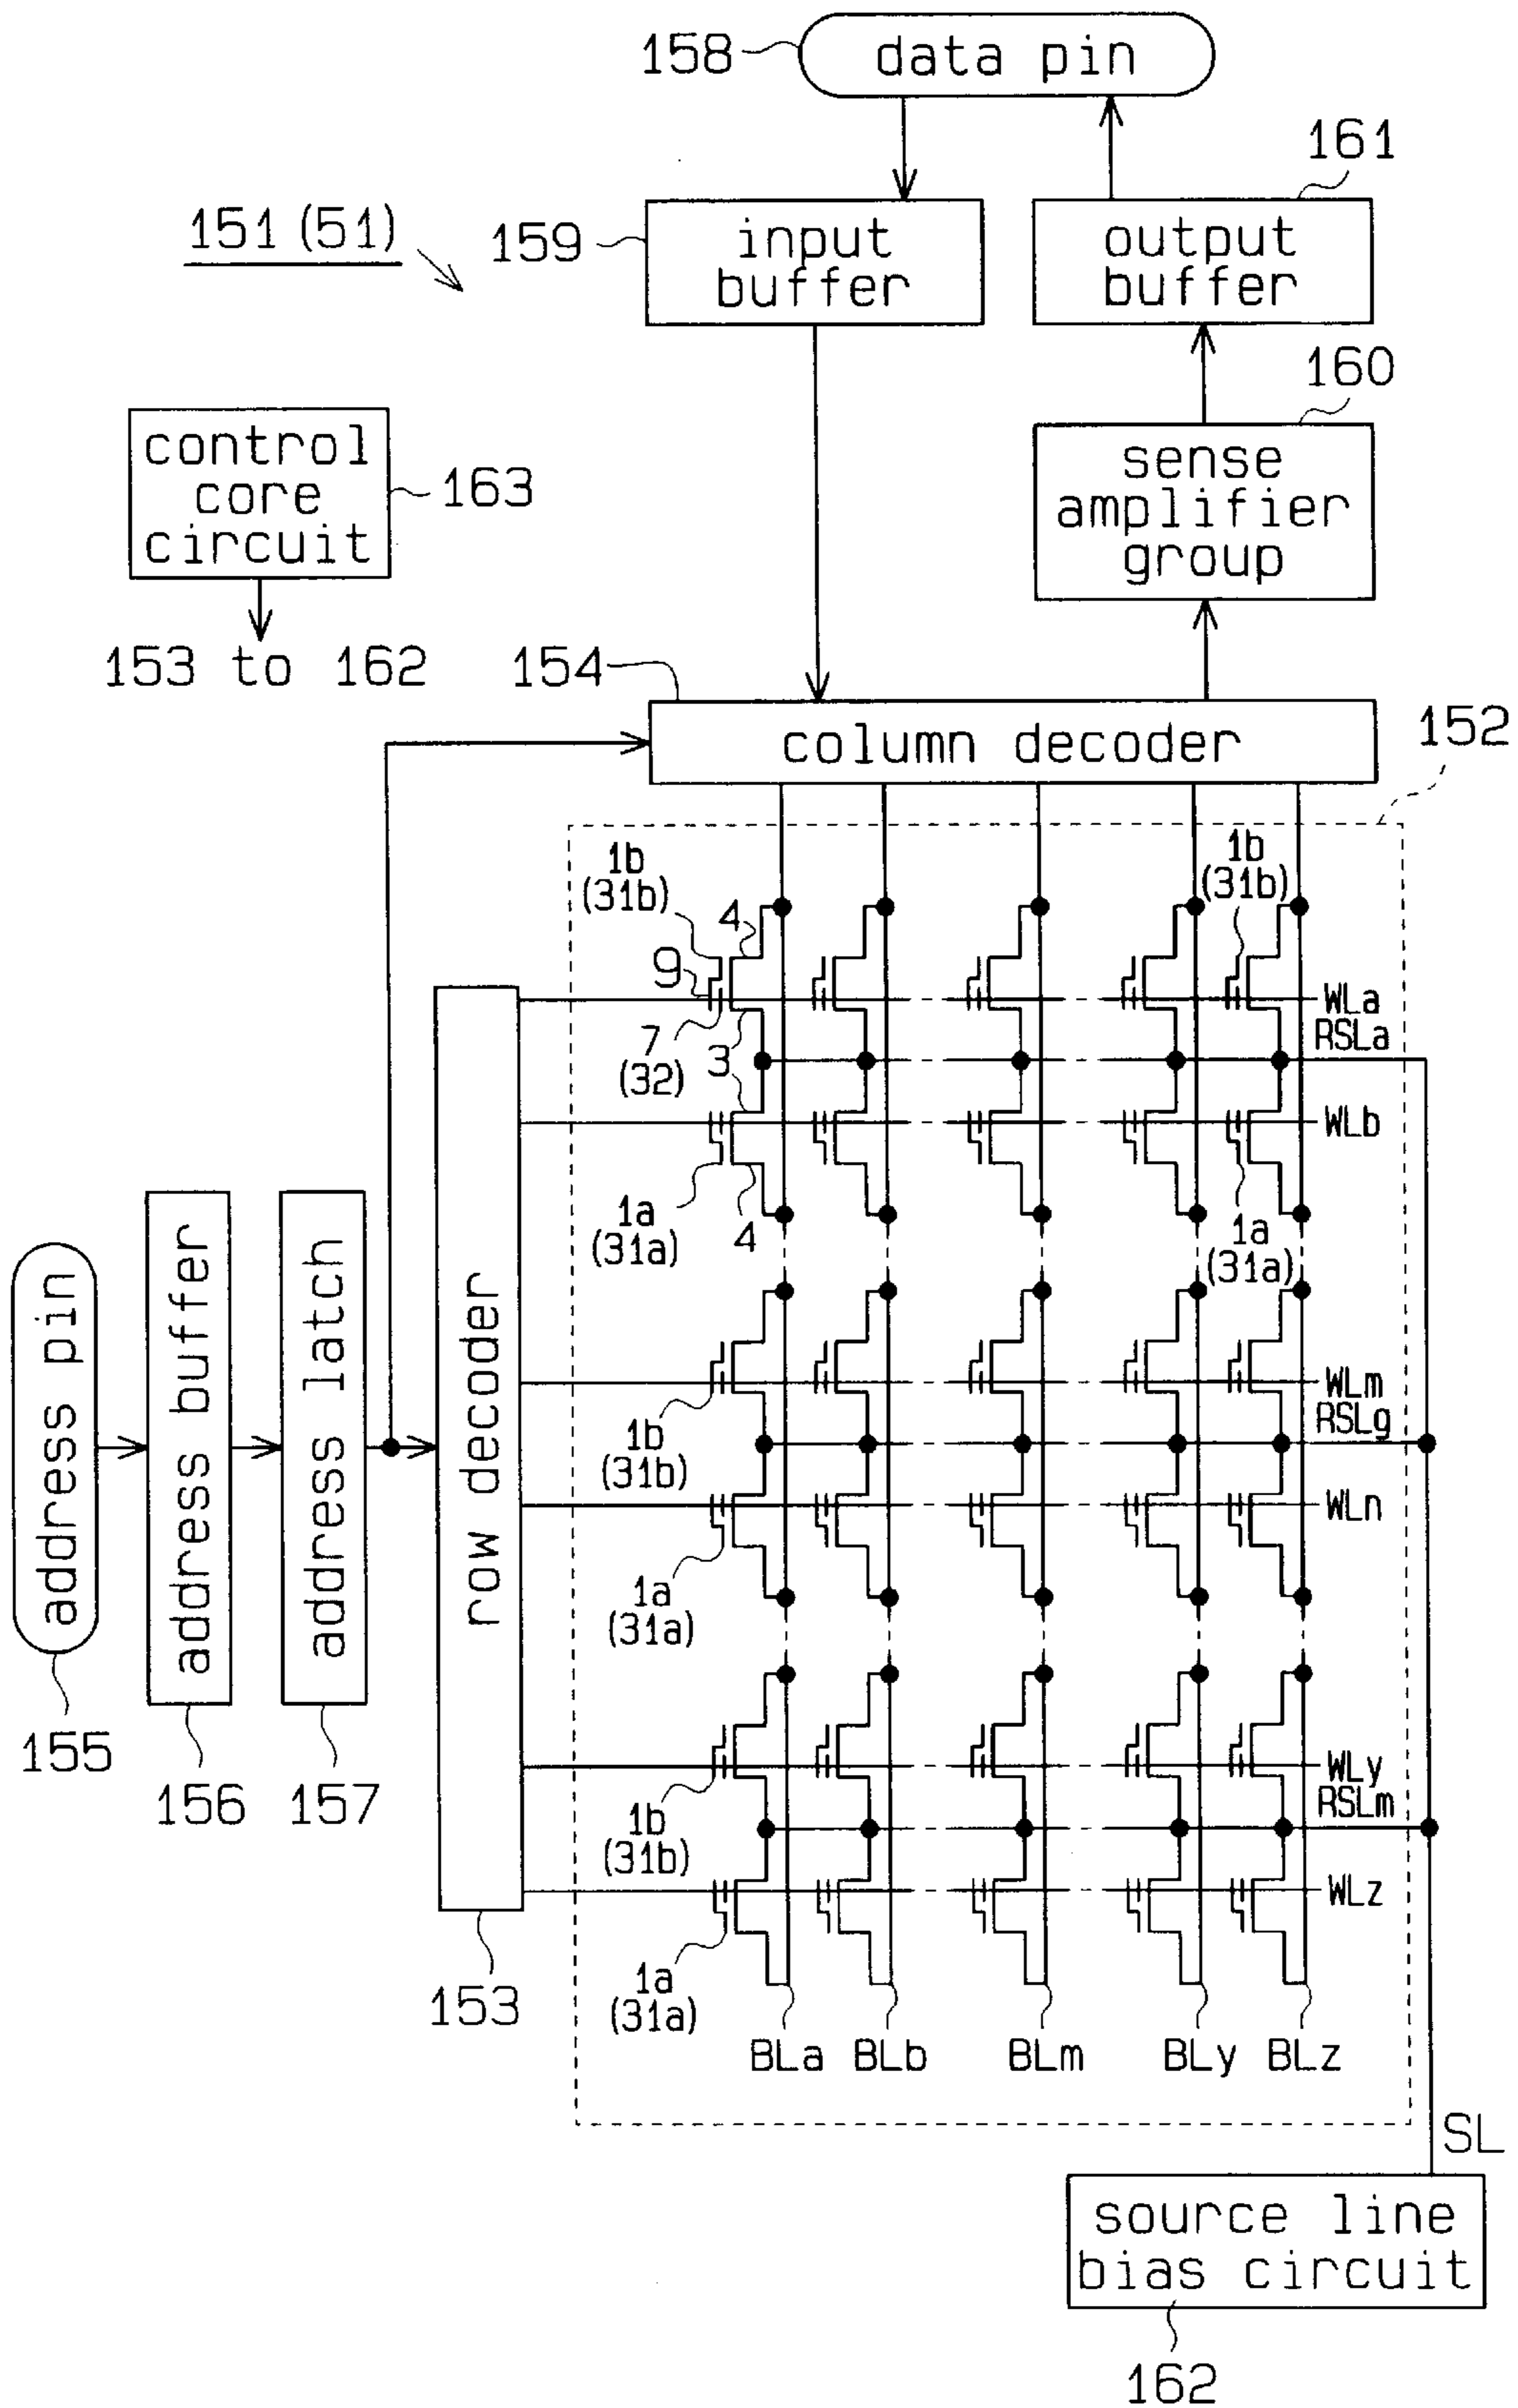 158
data pin
161
151 (51)
159
input
buffer
output
buffer
160
control
core
circuit
163
sense
amplifier
group
153 to 162
154
column decoder
152
1b
(31b)
1b
(31b)
4
9
7
(32)
3
WLa
RSLa
WLb
1a
(31a)
4
1a
(31a)
address pin
address buffer
address latch
row decoder
WLm
RSLg
1b
(31b)
WLn
1a
(31a)
155
156
157
WLy
RSLm
1b
(31b)
WLz
1a
(31a)
153
BLa
BLb
BLm
BLy
BLz
SL
source line
bias circuit
162